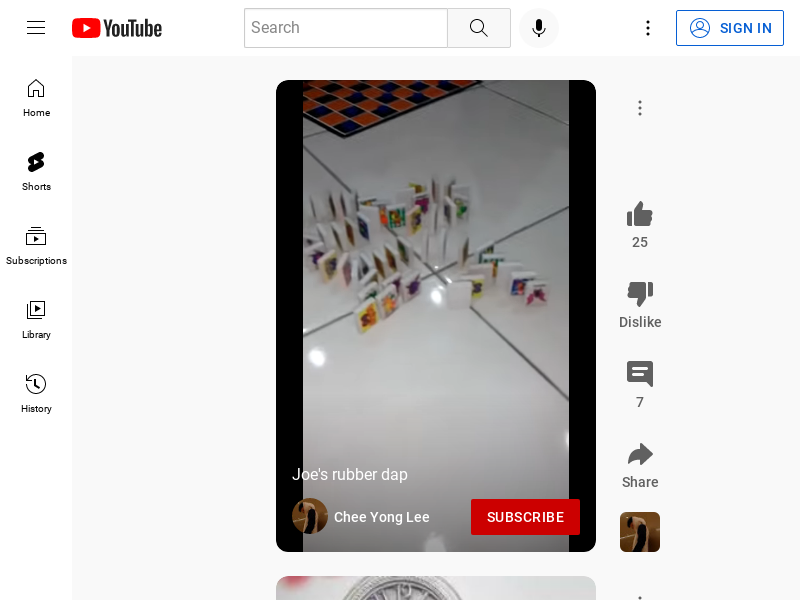 YouTube
Search
SIGN IN
Home
Shorts
Subscriptions
Library
History
25
Dislike
7
Share
Joe's rubber dap
Chee Yong Lee
SUBSCRIBE